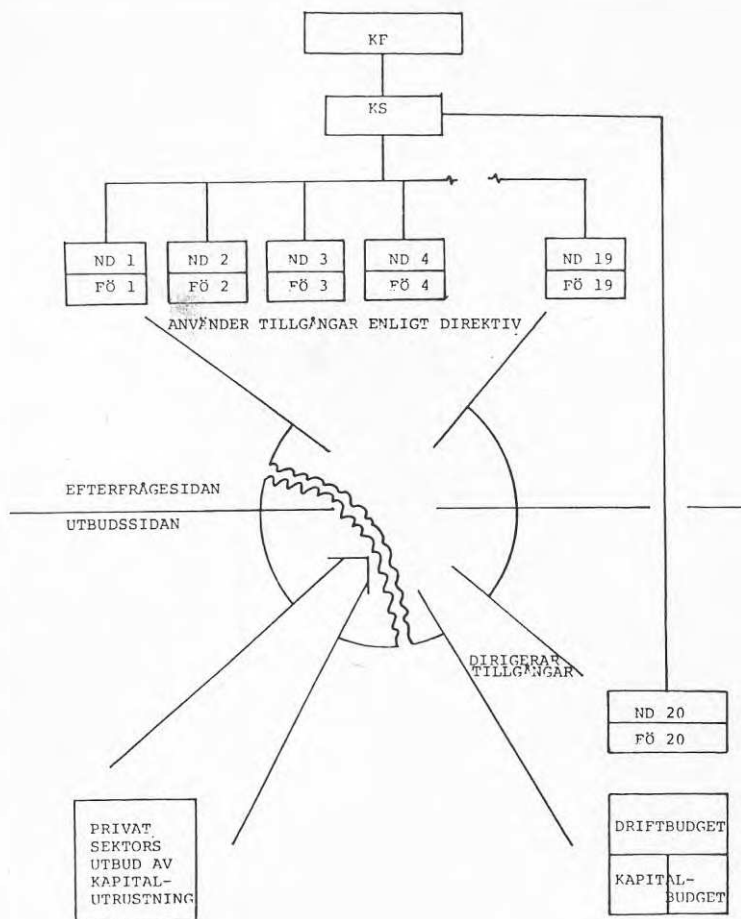 KF
KS
ND 1
FÖ 1
ND 2
FÖ 2
ND 3
FÖ 3
ND 4
FÖ 4
ND 19
FÖ 19
ANVÄNDER TILLGÅNGAR ENLIGT DIREKTIV
EFTERFRÅGESIDAN
UTBUDSSIDAN
DIRIGERAR
TILLGÅNGAR
ND 20
FÖ 20
PRIVAT
SEKTORS
UTBUD AV
KAPITAL-
UTRUSTNING
DRIFTBUDGET
KAPITAL-
BUDGET